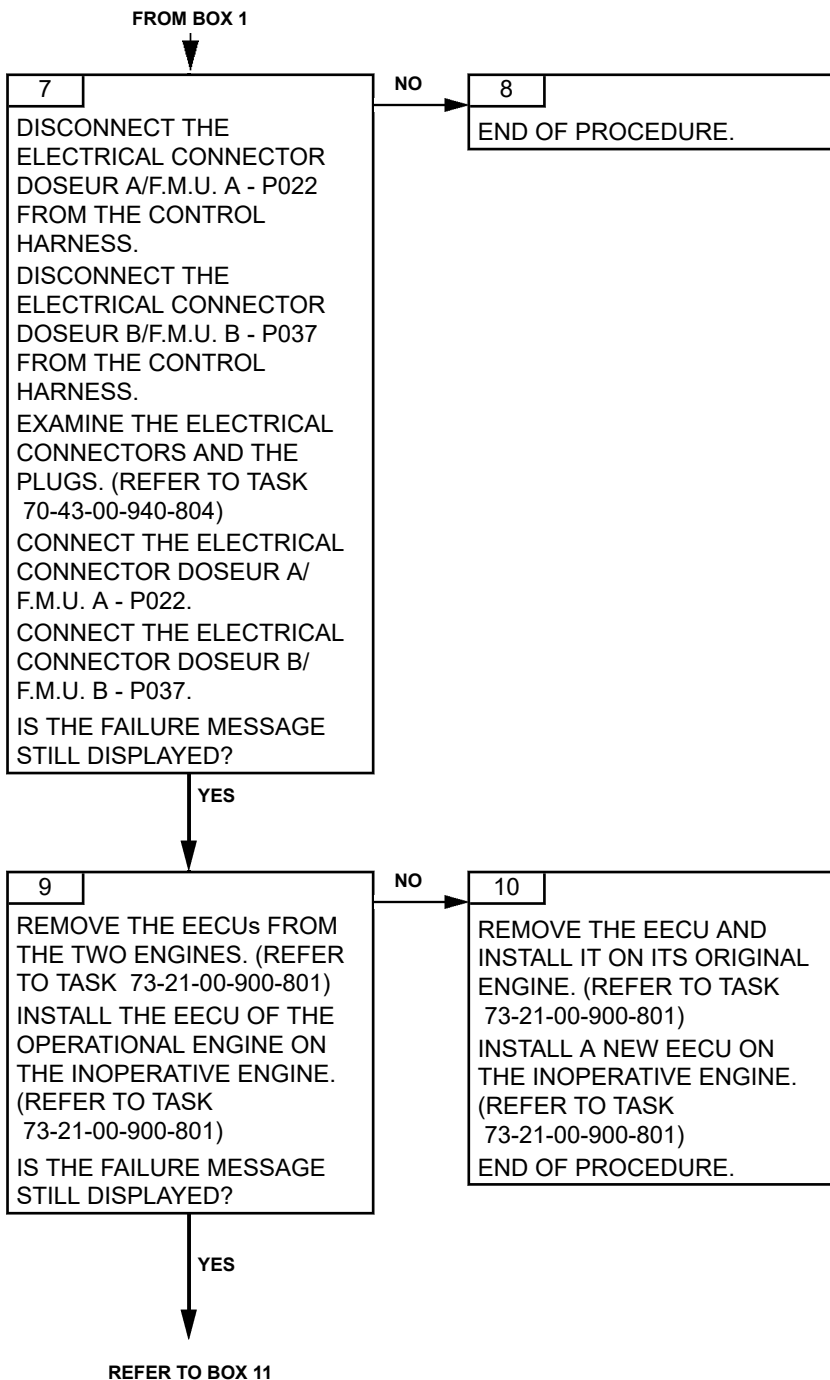 FROM BOX 1
7
DISCONNECT THE
ELECTRICAL CONNECTOR
DOSEUR A/F.M.U. A - P022
FROM THE CONTROL
HARNESS.
DISCONNECT THE
ELECTRICAL CONNECTOR
DOSEUR B/F.M.U. B - P037
FROM THE CONTROL
HARNESS.
EXAMINE THE ELECTRICAL
CONNECTORS AND THE
PLUGS. (REFER TO TASK
70-43-00-940-804)
CONNECT THE ELECTRICAL
CONNECTOR DOSEUR A/
F.M.U. A - P022.
CONNECT THE ELECTRICAL
CONNECTOR DOSEUR B/
F.M.U. B - P037.
IS THE FAILURE MESSAGE
STILL DISPLAYED?
NO
8
END OF PROCEDURE.
YES
9
REMOVE THE EECUs FROM
THE TWO ENGINES. (REFER
TO TASK 73-21-00-900-801)
INSTALL THE EECU OF THE
OPERATIONAL ENGINE ON
THE INOPERATIVE ENGINE.
(REFER TO TASK
73-21-00-900-801)
IS THE FAILURE MESSAGE
STILL DISPLAYED?
NO
10
REMOVE THE EECU AND
INSTALL IT ON ITS ORIGINAL
ENGINE. (REFER TO TASK
73-21-00-900-801)
INSTALL A NEW EECU ON
THE INOPERATIVE ENGINE.
(REFER TO TASK
73-21-00-900-801)
END OF PROCEDURE.
YES
REFER TO BOX 11